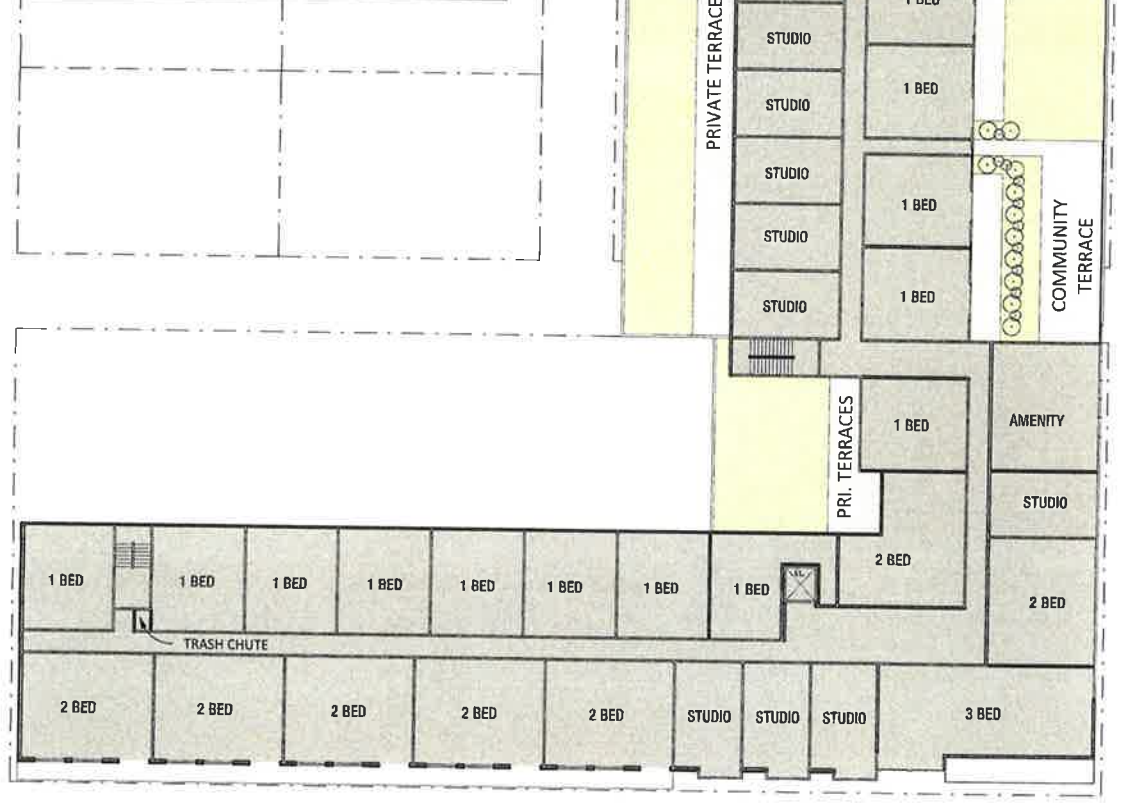 1 BED
STUDIO
PRIVATE TERRACE
1 BED
STUDIO
STUDIO
1 BED
STUDIO
COMMUNITY
TERRACE
1 BED
STUDIO
1 BED
PRI. TERRACES
AMENITY
STUDIO
2 BED
1 BED
1 BED
1 BED
1 BED
1 BED
1 BED
1 BED
1 BED
EL.
2 BED
TRASH CHUTE
2 BED
2 BED
2 BED
2 BED
2 BED
STUDIO
STUDIO
STUDIO
3 BED